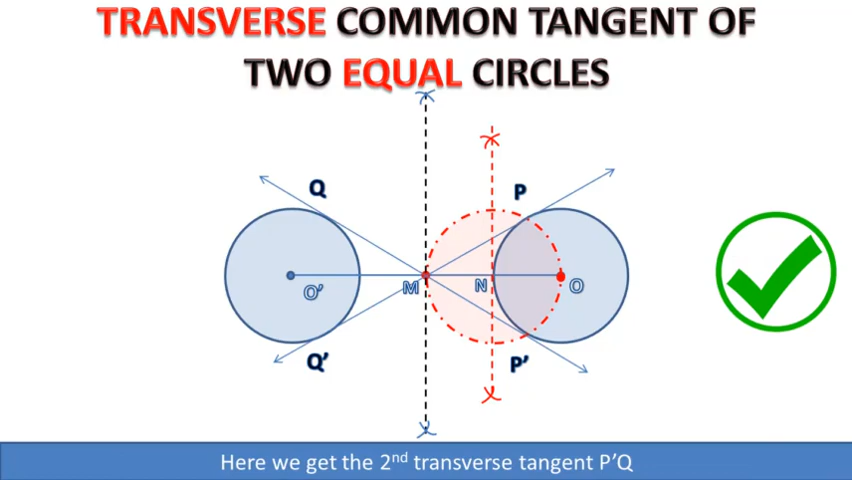 TRANSVERSE COMMON TANGENT OF
TWO EQUAL CIRCLES
Q
P
O'
M
N
O
Q'
P'
Here we get the 2nd transverse tangent P'Q